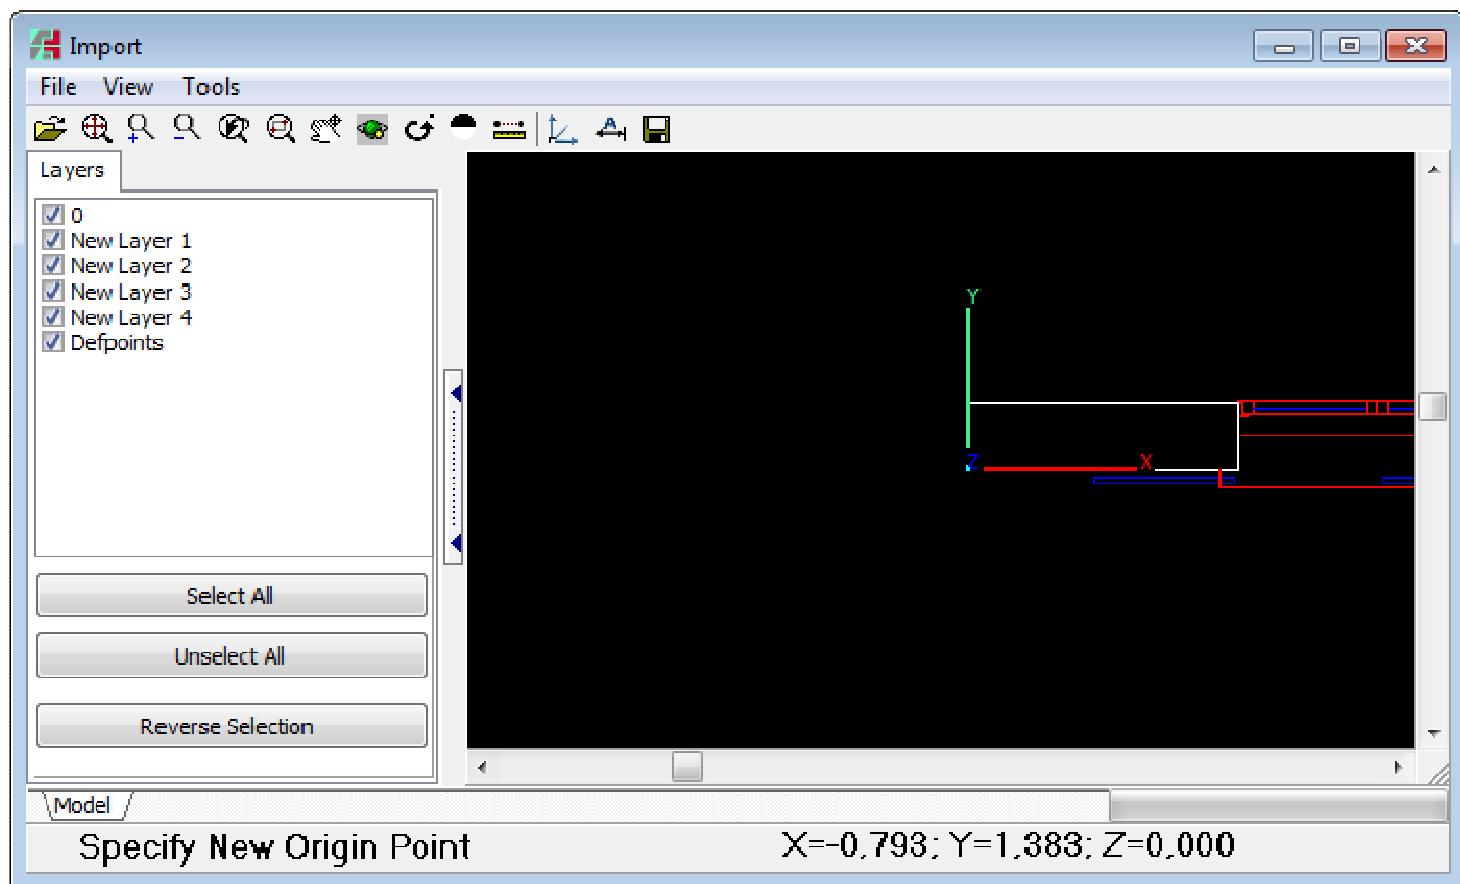 Import
File View Tools
Layers
0
New Layer 1
New Layer 2
New Layer 3
New Layer 4
Defpoints
Select All
Unselect All
Reverse Selection
Y
Z X
Model
Specify New Origin Point X=-0,793; Y=1,383; Z=0,000